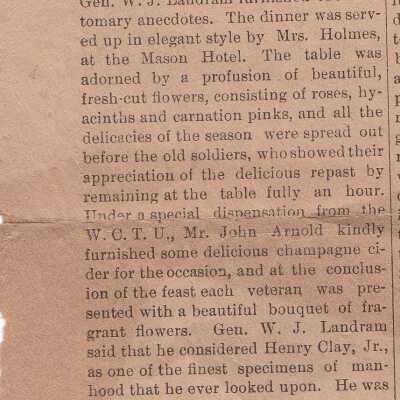 Gen. W. J. Landram furnished
tomary anecdotes. The dinner was serv-
ed up in elegant style by Mrs. Holmes,
at the Mason Hotel. The table was
adorned by a profusion of beautiful,
fresh-cut flowers, consisting of roses, hy-
acinths and carnation pinks, and all the
delicacies of the season were spread out
before the old soldiers, who showed their
appreciation of the delicious repast by
remaining at the table fully an hour.
Under a special dispensation from the
W. C. T. U., Mr. John Arnold kindly
furnished some delicious champagne ci-
der for the occasion, and at the conclus-
ion of the feast each veteran was pre-
sented with a beautiful bouquet of fra-
grant flowers. Gen. W. J. Landram
said that he considered Henry Clay, Jr.,
as one of the finest specimens of man-
hood that he ever looked upon. He was